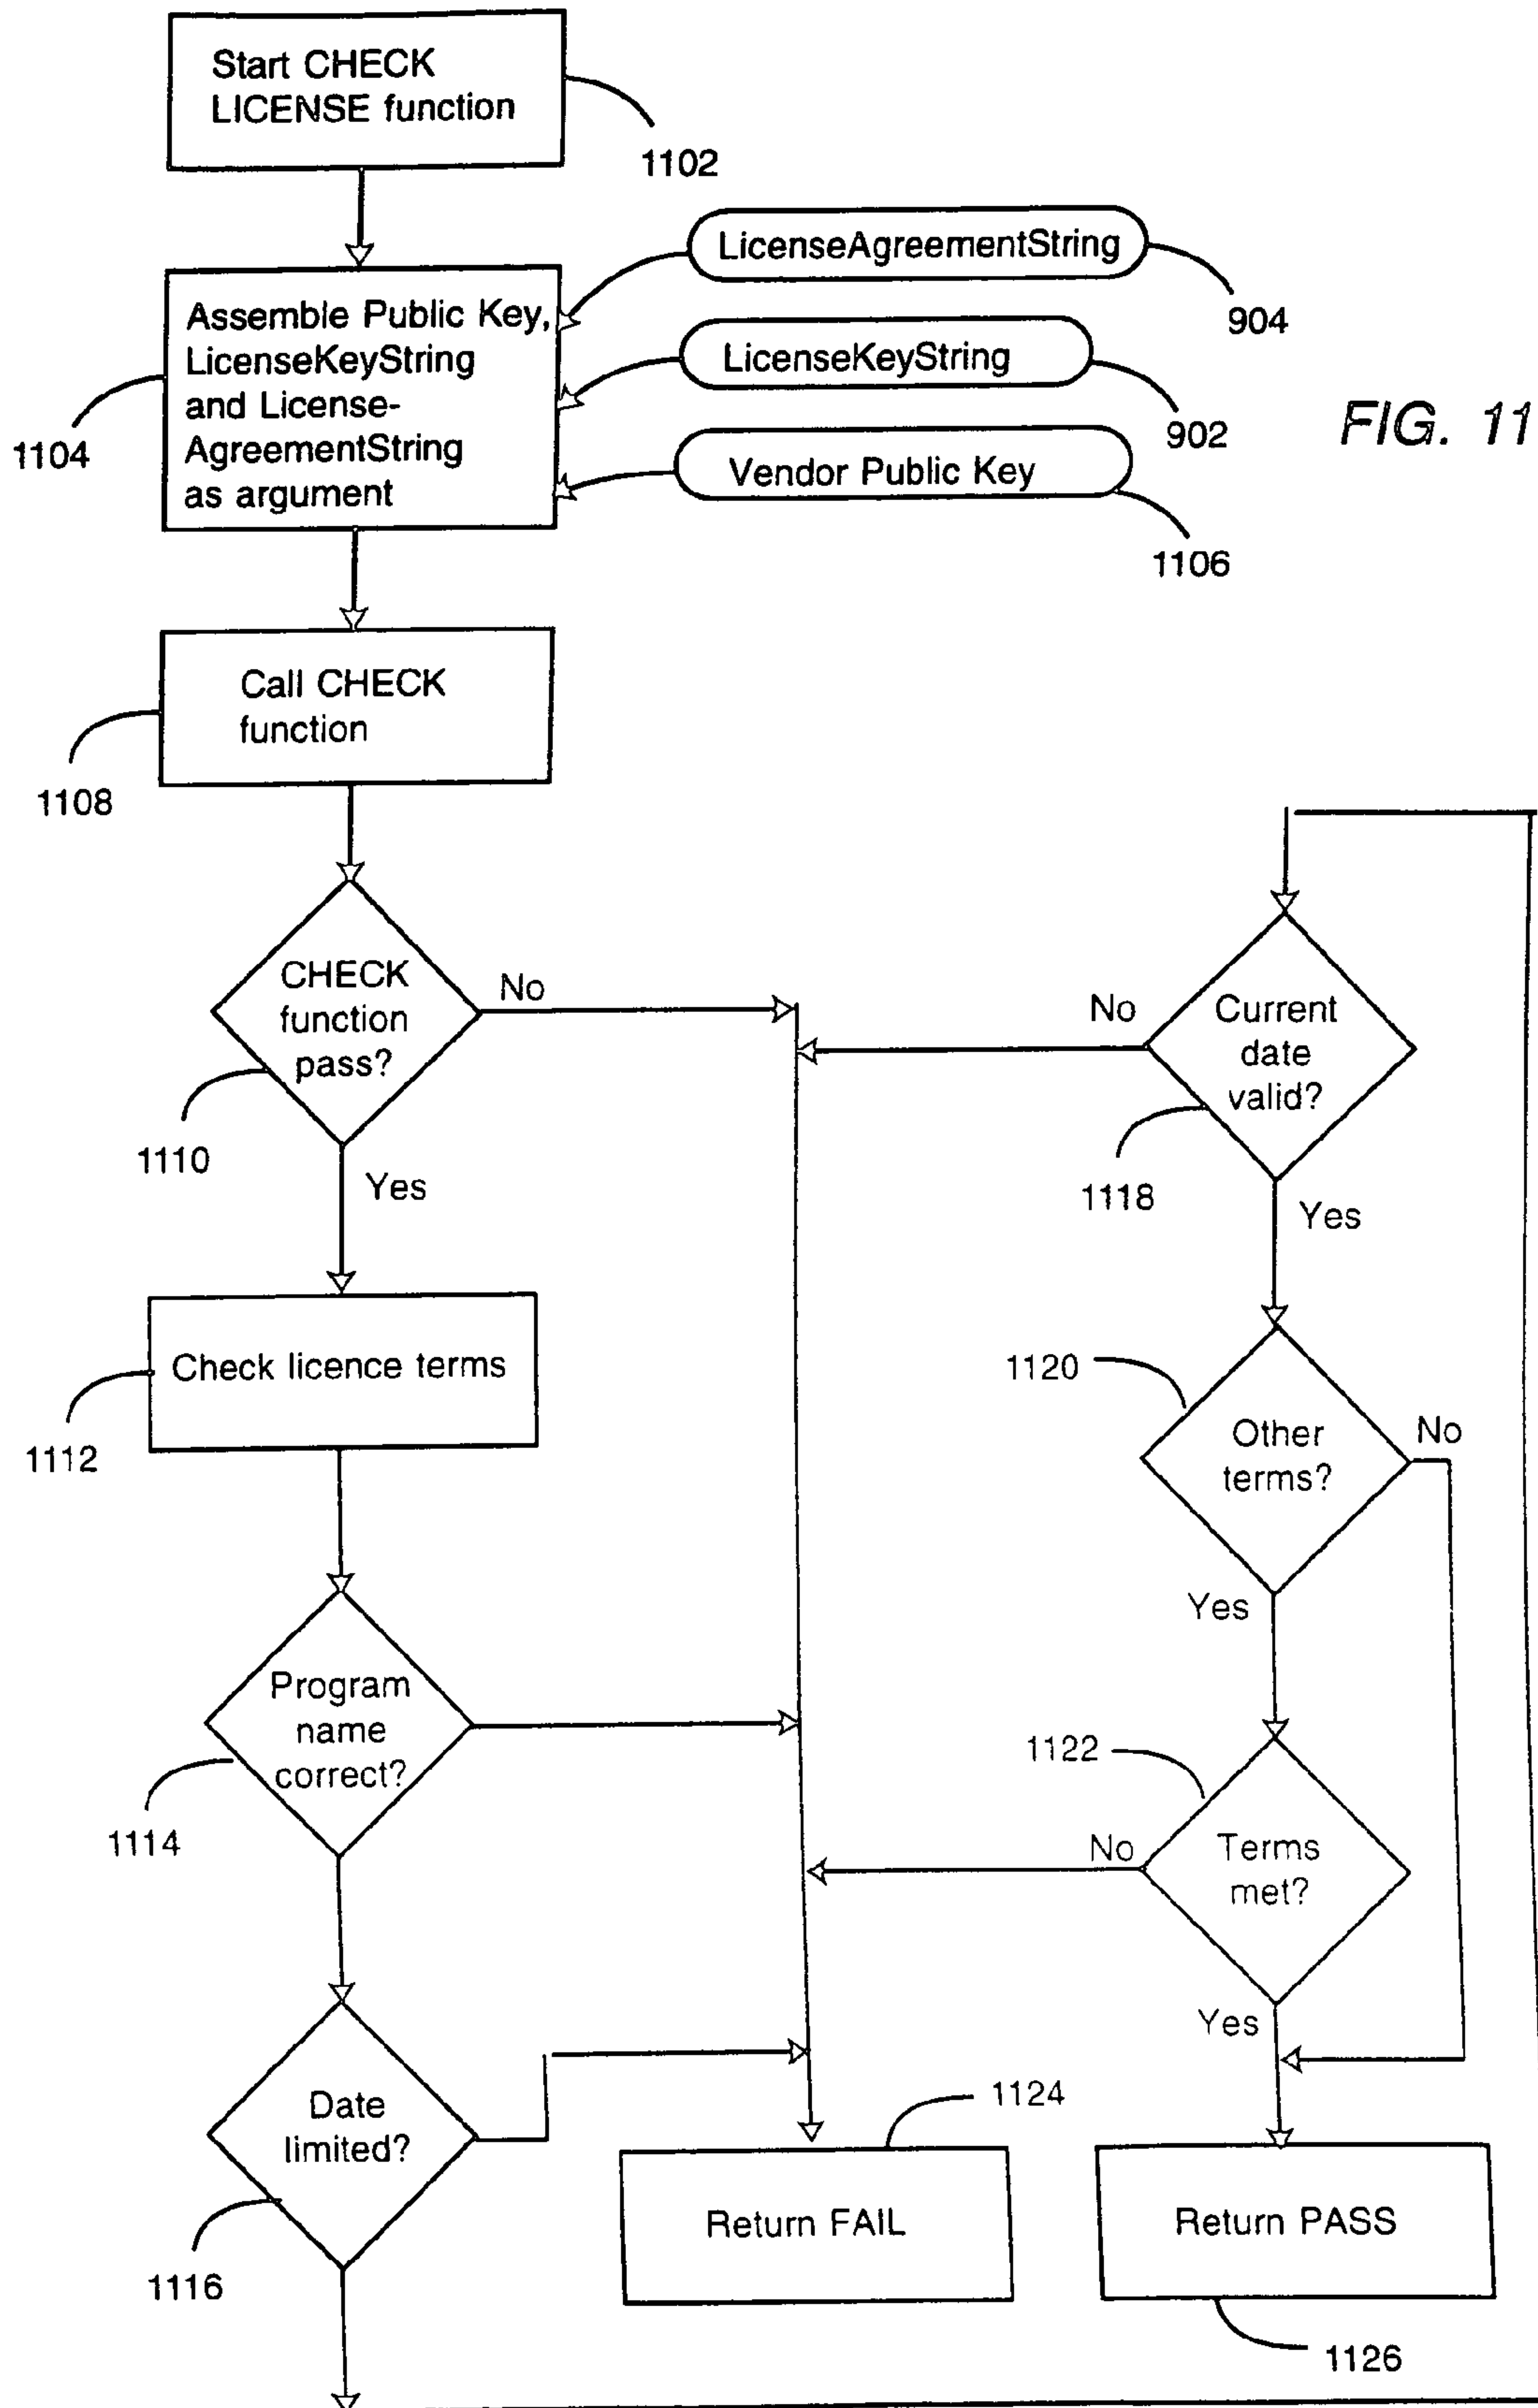 Start CHECK
LICENSE function
1102
LicenseAgreementString
904
Assemble Public Key,
LicenseKeyString
and License-
AgreementString
as argument
1104
LicenseKeyString
902
FIG. 11
Vendor Public Key
1106
Call CHECK
function
1108
CHECK
function
pass?
No
1110
Yes
Check licence terms
1112
Program
name
correct?
1114
Date
limited?
1116
Current
date
valid?
No
1118
Yes
1120
Other
terms?
No
Yes
1122
Terms
met?
No
Yes
1124
Return FAIL
Return PASS
1126